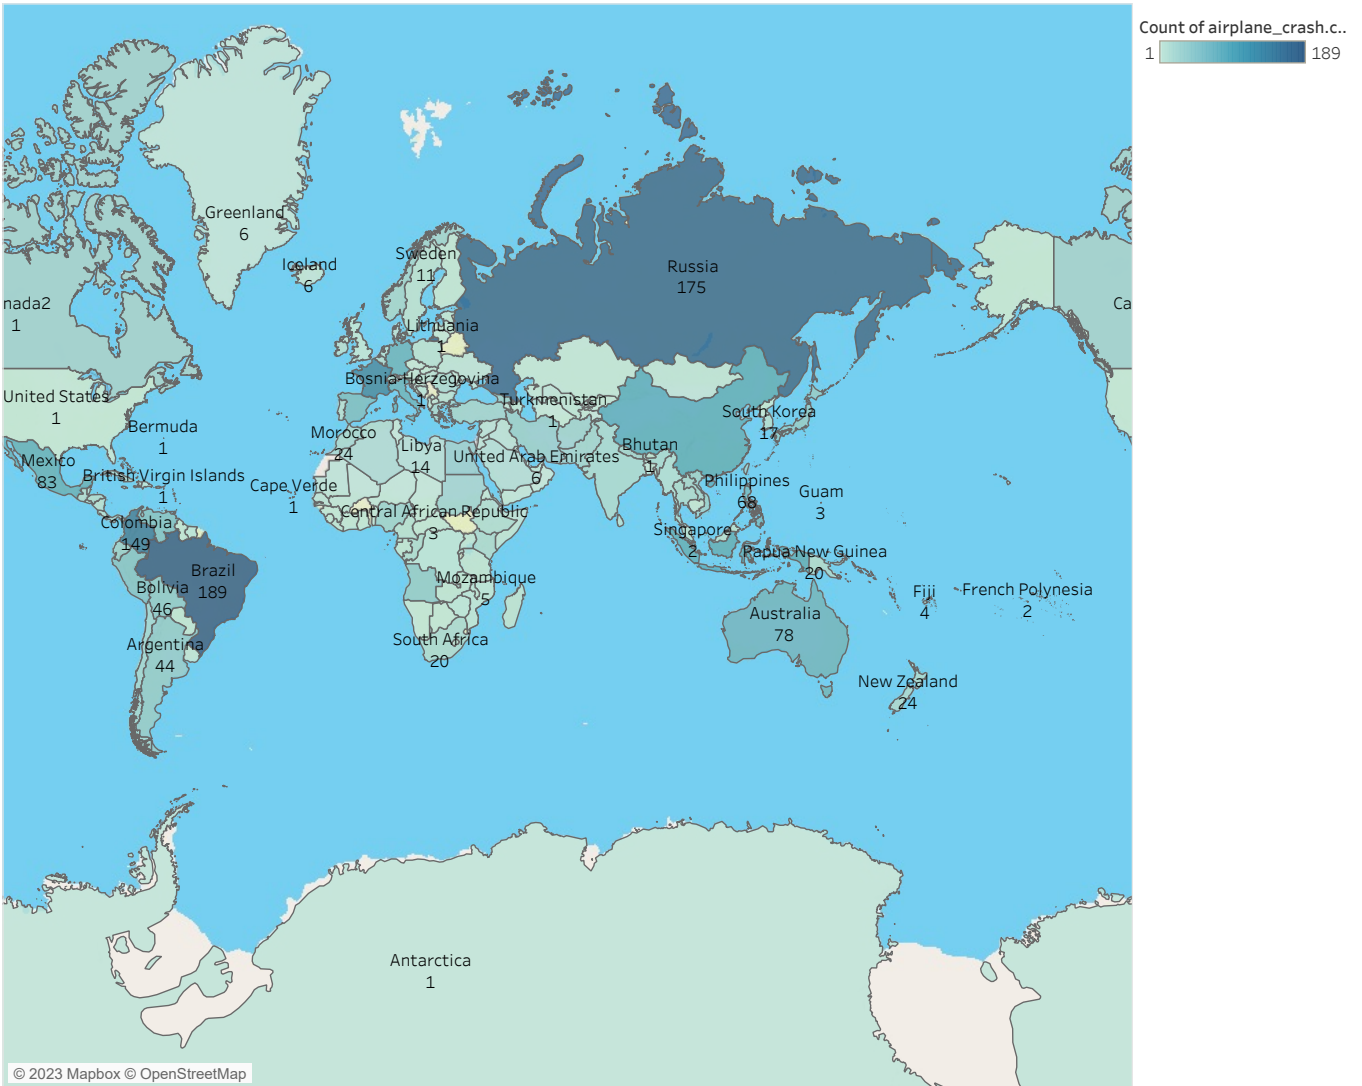 Count of airplane_crash.c..
1
189
Greenland
6
Iceland
6
Sweden
11
Russia
175
nada2
1
Ca
Lithuania
1
Bosnia-Herzegovina
1
United States
1
Turkmenistan
1
South Korea
17
Bermuda
1
Morocco
24
Libya
14
United Arab Emirates
6
Bhutan
1
Mexico
83
British Virgin Islands
1
Cape Verde
1
Philippines
68
Guam
3
Central African Republic
3
Colombia
149
Singapore
2
Papua New Guinea
20
Brazil
189
Bolivia
46
Mozambique
5
Fiji
4
French Polynesia
2
Australia
78
Argentina
44
South Africa
20
New Zealand
24
Antarctica
1
© 2023 Mapbox © OpenStreetMap